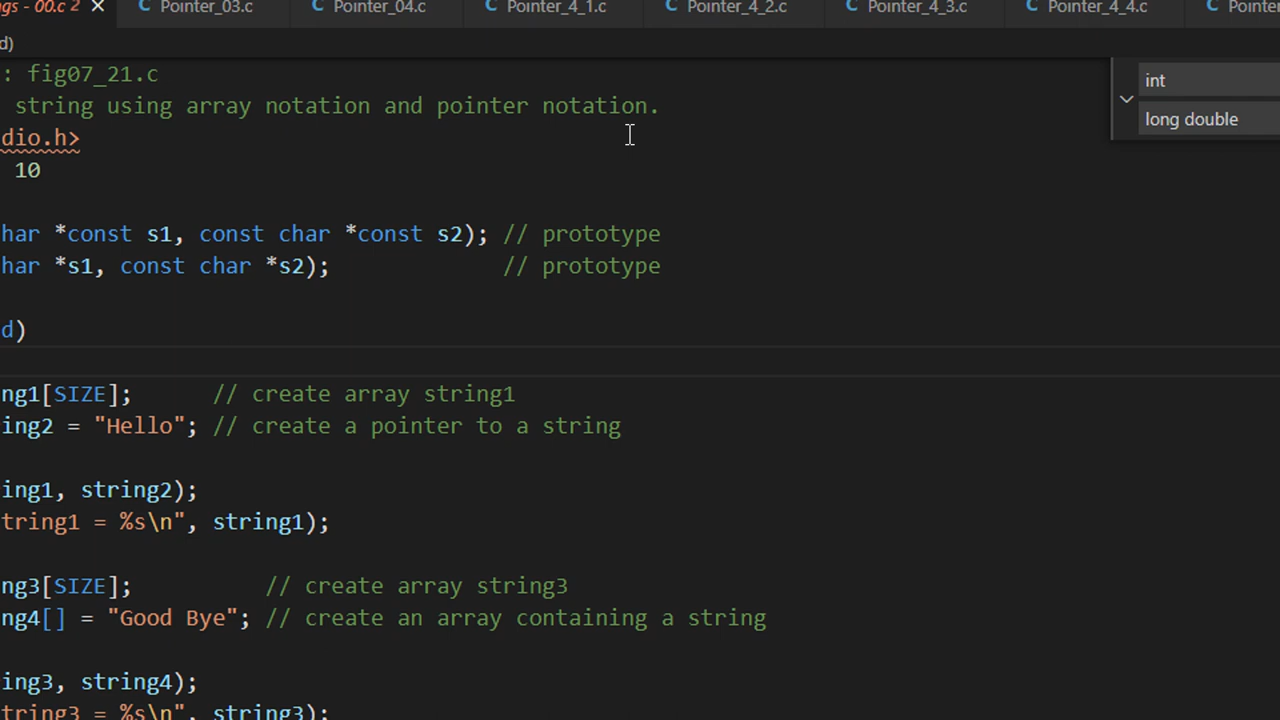 gs - 00.c 2 Pointer_03.c Pointer_04.c Pointer_4_1.c Pointer_4_2.c Pointer_4_3.c Pointer_4_4.c Pointe
d)
: fig07_21.c
int
string using array notation and pointer notation.
long double
dio.h>
10
har *const s1, const char *const s2); // prototype
har *s1, const char *s2); // prototype
d)
ng1[SIZE]; // create array string1
ing2 = "Hello"; // create a pointer to a string
ing1, string2);
tring1 = %s\n", string1);
ng3[SIZE]; // create array string3
ng4[] = "Good Bye"; // create an array containing a string
ing3, string4);
tring3 = %s\n", string3);